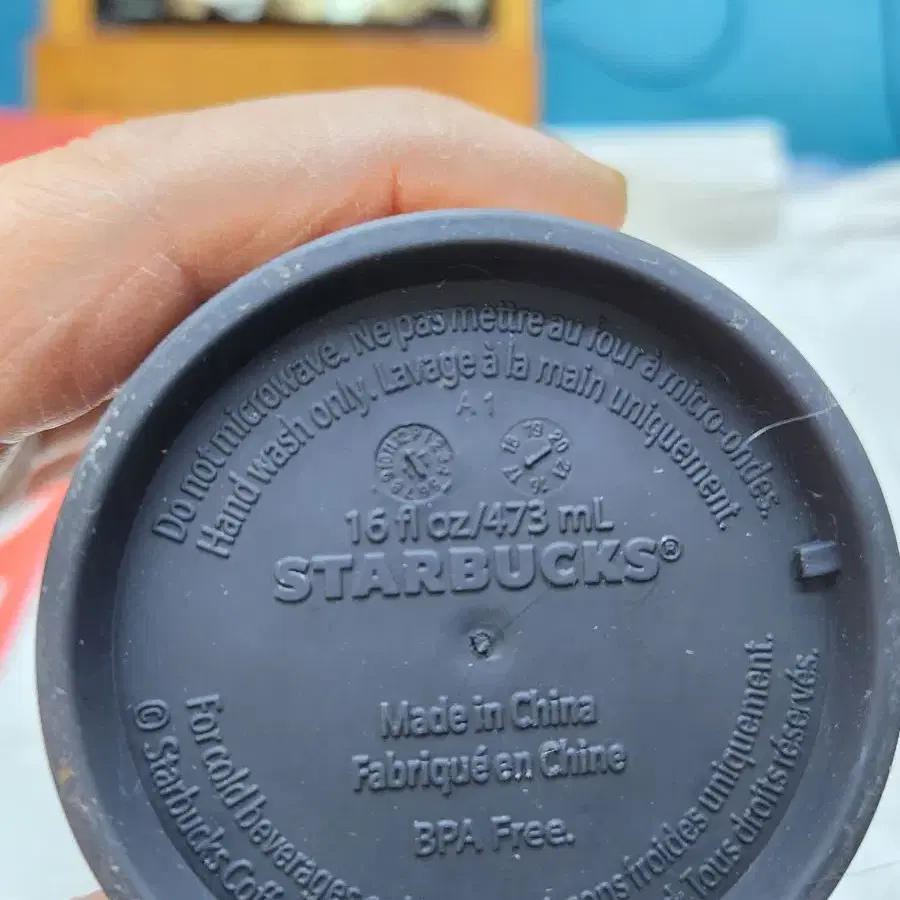 Do not microwave. Ne pas mettre au four à micro-ondes.
Hand wash only. Lavage à la main uniquement.
A 1
16 fl oz/473 mL
STARBUCKS®
Made in China
Fabriqué en Chine
BPA Free.
For cold beverages froides uniquement.
© Starbucks Tous droits réservés.